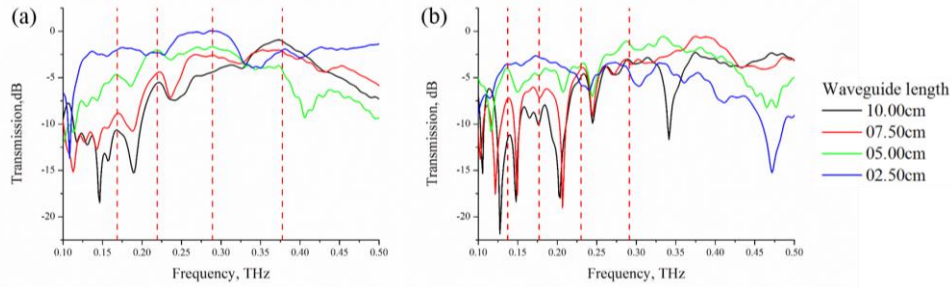 (a)
0
-5
-10
-15
-20
Transmission,dB
0.10 0.15 0.20 0.25 0.30 0.35 0.40 0.45 0.50
Frequency, THz
(b)
0
-5
-10
-15
-20
Transmission,dB
0.10 0.15 0.20 0.25 0.30 0.35 0.40 0.45 0.50
Frequency, THz
Waveguide length
10.00cm
07.50cm
05.00cm
02.50cm